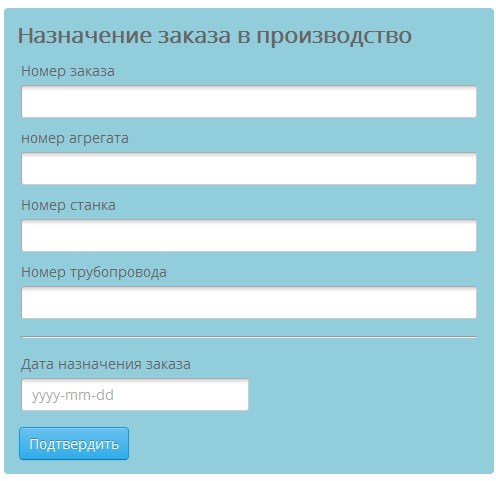 Назначение заказа в производство
Номер заказа
номер агрегата
Номер станка
Номер трубопровода
Дата назначения заказа
yyyy-mm-dd
Подтвердить